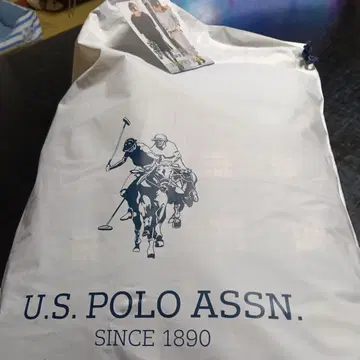 U.S. POLO ASSN.
SINCE 1890